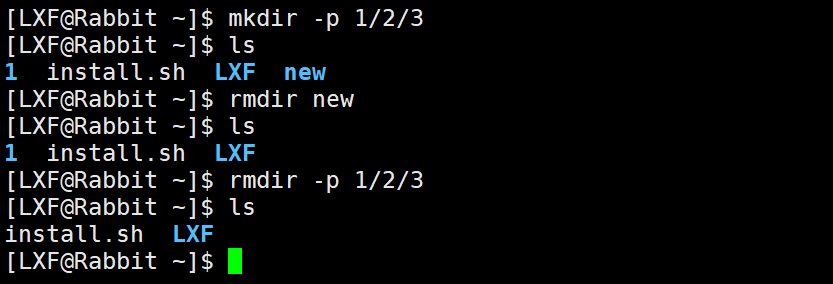 [LXF@Rabbit ~]$ mkdir -p 1/2/3
[LXF@Rabbit ~]$ ls
1  install.sh  LXF  new
[LXF@Rabbit ~]$ rmdir new
[LXF@Rabbit ~]$ ls
1  install.sh  LXF
[LXF@Rabbit ~]$ rmdir -p 1/2/3
[LXF@Rabbit ~]$ ls
install.sh  LXF
[LXF@Rabbit ~]$